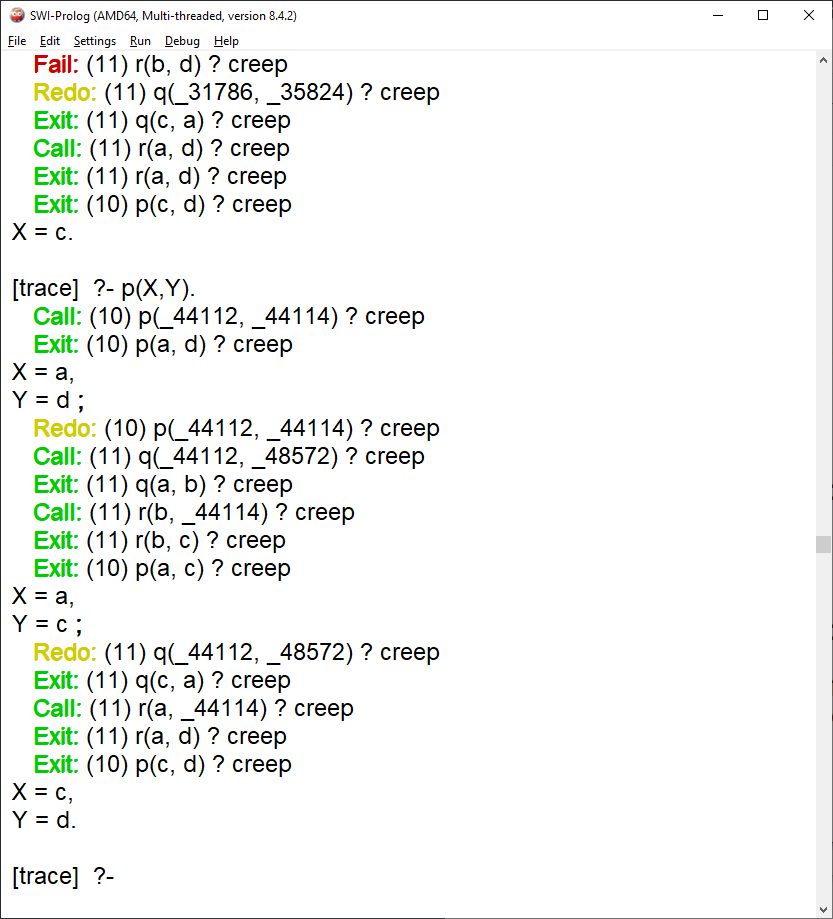 SWI-Prolog (AMD64, Multi-threaded, version 8.4.2)
File Edit Settings Run Debug Help
Fail: (11) r(b, d) ? creep
Redo: (11) q(_31786, _35824) ? creep
Exit: (11) q(c, a) ? creep
Call: (11) r(a, d) ? creep
Exit: (11) r(a, d) ? creep
Exit: (10) p(c, d) ? creep
X = c.
[trace]  ?- p(X,Y).
Call: (10) p(_44112, _44114) ? creep
Exit: (10) p(a, d) ? creep
X = a,
Y = d ;
Redo: (10) p(_44112, _44114) ? creep
Call: (11) q(_44112, _48572) ? creep
Exit: (11) q(a, b) ? creep
Call: (11) r(b, _44114) ? creep
Exit: (11) r(b, c) ? creep
Exit: (10) p(a, c) ? creep
X = a,
Y = c ;
Redo: (11) q(_44112, _48572) ? creep
Exit: (11) q(c, a) ? creep
Call: (11) r(a, _44114) ? creep
Exit: (11) r(a, d) ? creep
Exit: (10) p(c, d) ? creep
X = c,
Y = d.
[trace]  ?-